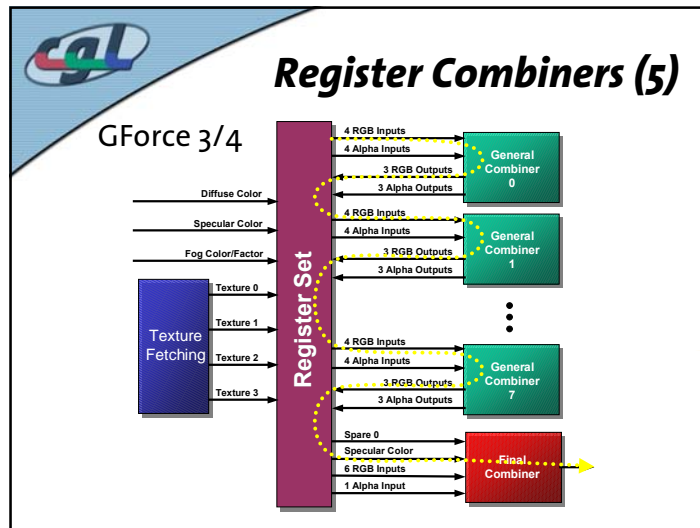 cgl
Register Combiners (5)
GForce 3/4
Diffuse Color
Specular Color
Fog Color/Factor
Texture Fetching
Texture 0
Texture 1
Texture 2
Texture 3
Register Set
4 RGB Inputs
4 Alpha Inputs
3 RGB Outputs
3 Alpha Outputs
General
Combiner
0
4 RGB Inputs
4 Alpha Inputs
3 RGB Outputs
3 Alpha Outputs
General
Combiner
1
4 RGB Inputs
4 Alpha Inputs
3 RGB Outputs
3 Alpha Outputs
General
Combiner
7
Spare 0
Specular Color
6 RGB Inputs
1 Alpha Input
Final
Combiner